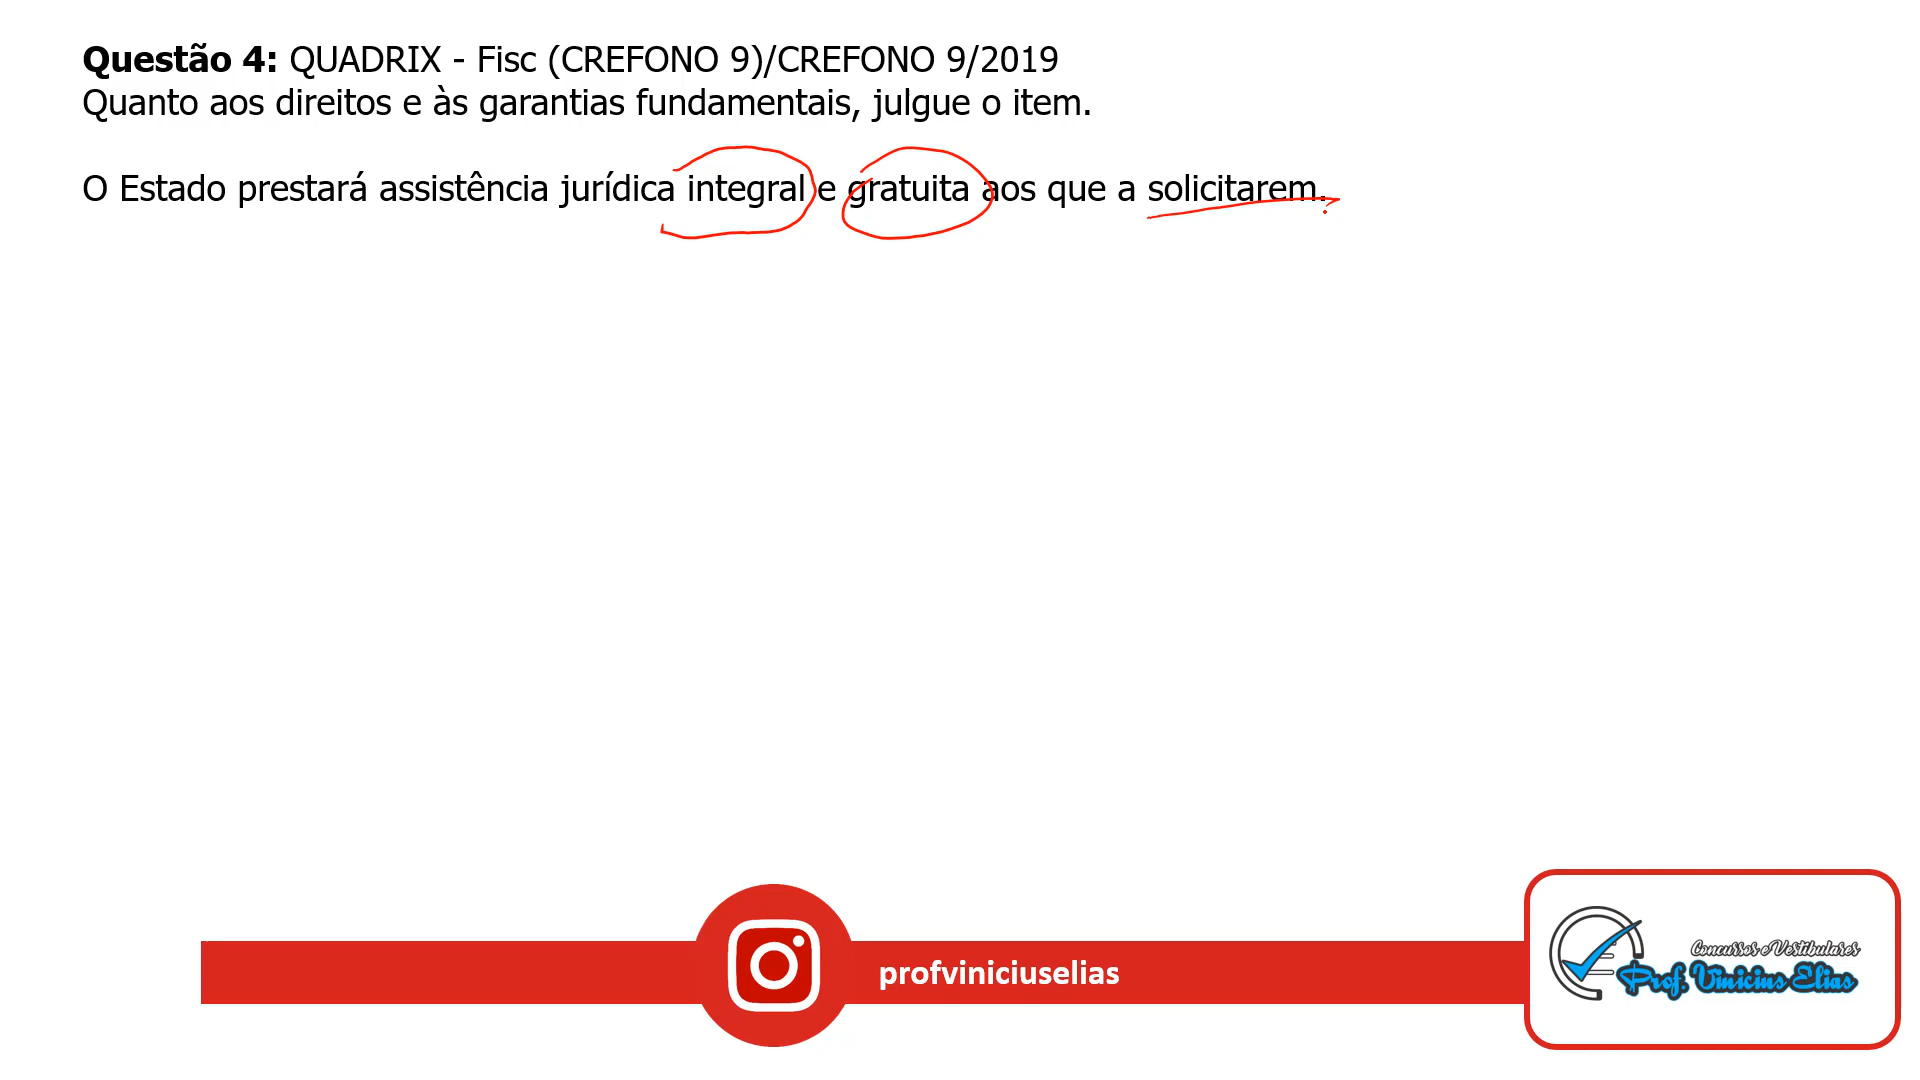 Questão 4: QUADRIX - Fisc (CREFONO 9)/CREFONO 9/2019
Quanto aos direitos e às garantias fundamentais, julgue o item.
O Estado prestará assistência jurídica integral e gratuita aos que a solicitarem.
profviniciuselias
Concursos e Vestibulares
Prof. Vinicius Elias